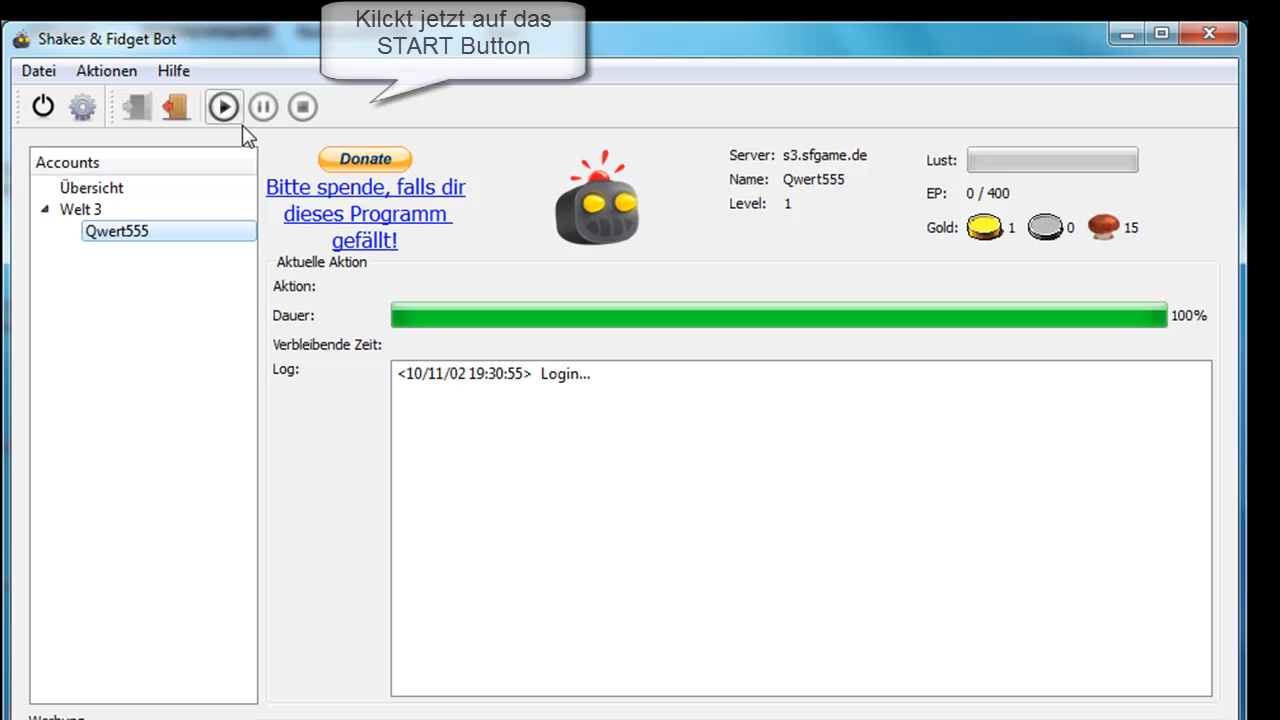 Kilckt jetzt auf das
START Button
Shakes & Fidget Bot
Datei Aktionen Hilfe
Accounts
Übersicht
Welt 3
Qwert555
Donate
Bitte spende, falls dir
dieses Programm
gefällt!
Server: s3.sfgame.de
Name: Qwert555
Level: 1
Lust:
EP: 0 / 400
Gold: 1 0 15
Aktuelle Aktion
Aktion:
Dauer: 100%
Verbleibende Zeit:
Log: <10/11/02 19:30:55> Login...